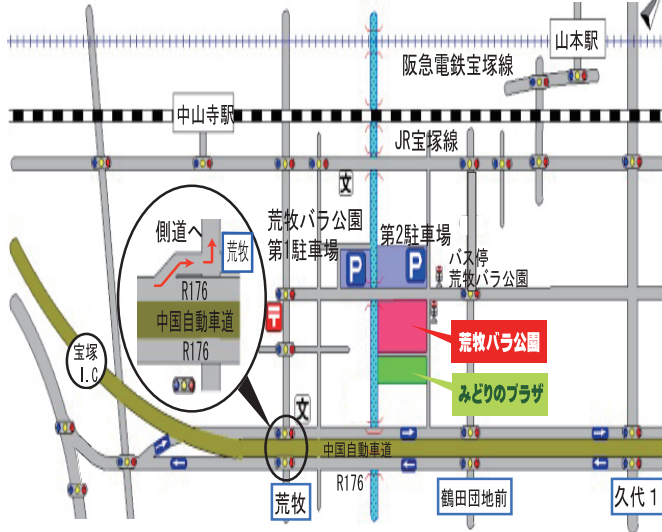 山本駅
阪急電鉄宝塚線
中山寺駅
JR宝塚線
文
荒牧バラ公園
第1駐車場
第2駐車場
側道へ
荒牧
P
P
バス停
荒牧バラ公園
R176
中国自動車道
R176
〒
荒牧バラ公園
宝塚
I.C
みどりのプラザ
文
中国自動車道
R176
荒牧
鶴田団地前
久代1